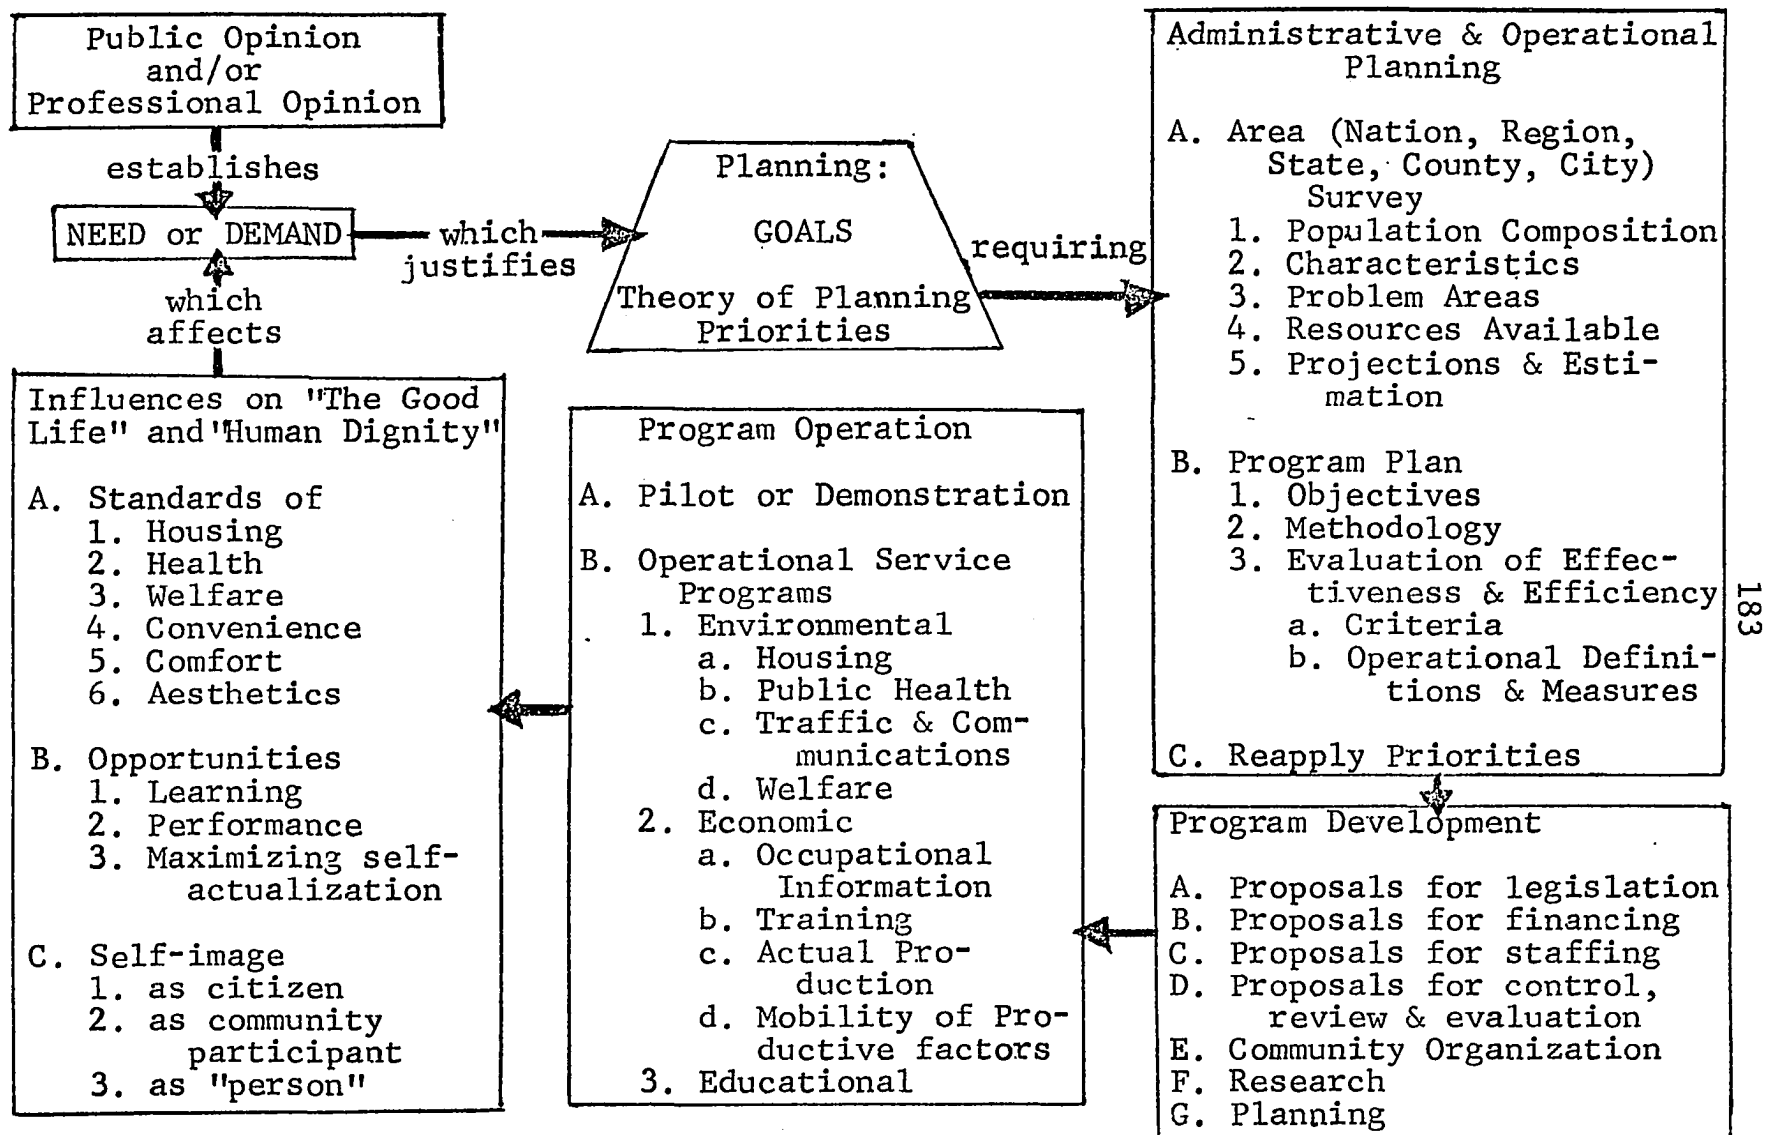 Public Opinion
and/or
Professional Opinion
establishes
NEED or DEMAND
which
justifies
which
affects
Planning:
GOALS
Theory of Planning
Priorities
requiring
Administrative & Operational
Planning
A. Area (Nation, Region,
State, County, City)
Survey
1. Population Composition
2. Characteristics
3. Problem Areas
4. Resources Available
5. Projections & Esti-
mation
B. Program Plan
1. Objectives
2. Methodology
3. Evaluation of Effec-
tiveness & Efficiency
a. Criteria
b. Operational Defini-
tions & Measures
C. Reapply Priorities
Program Development
A. Proposals for legislation
B. Proposals for financing
C. Proposals for staffing
D. Proposals for control,
review & evaluation
E. Community Organization
F. Research
G. Planning
Program Operation
A. Pilot or Demonstration
B. Operational Service
Programs
1. Environmental
a. Housing
b. Public Health
c. Traffic & Com-
munications
d. Welfare
2. Economic
a. Occupational
Information
b. Training
c. Actual Pro-
duction
d. Mobility of Pro-
ductive factors
3. Educational
Influences on "The Good
Life" and "Human Dignity"
A. Standards of
1. Housing
2. Health
3. Welfare
4. Convenience
5. Comfort
6. Aesthetics
B. Opportunities
1. Learning
2. Performance
3. Maximizing self-
actualization
C. Self-image
1. as citizen
2. as community
participant
3. as "person"
183